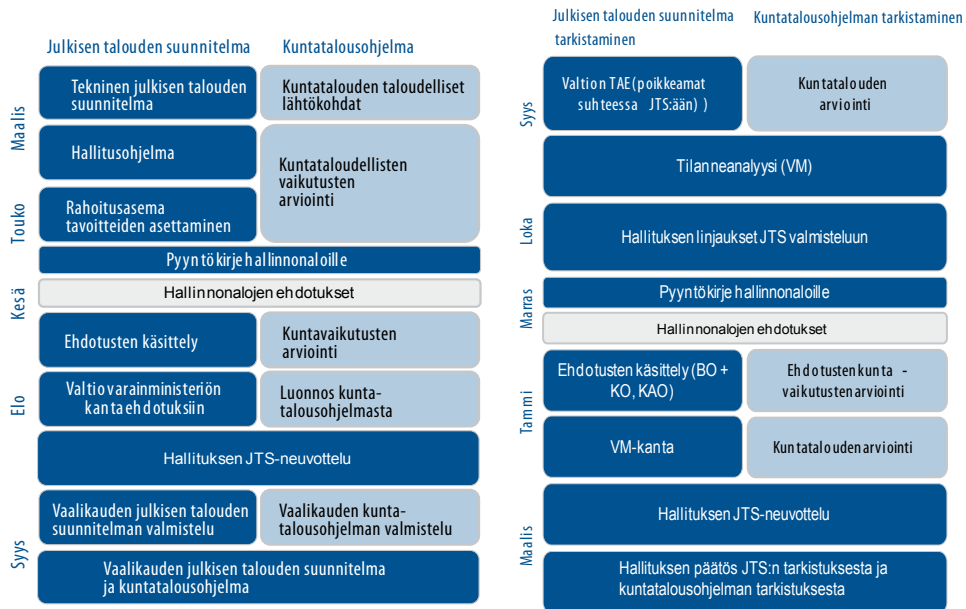 Julkisen talouden suunnitelma
Kuntatalousohjelma
Maalis
Tekninen julkisen talouden
suunnitelma
Kuntatalouden taloudelliset
lähtökohdat
Hallitusohjelma
Kuntataloudellisten
vaikutusten
arviointi
Touko
Rahoitusasema
tavoitteiden asettaminen
Pyyntökirje hallinnonaloille
Kesä
Hallinnonalojen ehdotukset
Ehdotusten käsittely
Kuntavaikutusten
arviointi
Elo
Valtiovarainministeriön
kanta ehdotuksiin
Luonnos kunta-
talousohjelmasta
Hallituksen JTS-neuvottelu
Syys
Vaalikauden julkisen talouden
suunnitelman valmistelu
Vaalikauden kunta-
talousohjelman valmistelu
Vaalikauden julkisen talouden suunnitelma
ja kuntatalousohjelma
Julkisen talouden suunnitelma
tarkistaminen
Kuntatalousohjelman tarkistaminen
Syys
Valtion TAE(poikkeamat
suhteessa JTS:ään) )
Kuntatalouden
arviointi
Tilanneanalyysi (VM)
Loka
Hallituksen linjaukset JTS valmisteluun
Marras
Pyyntökirje hallinnonaloille
Hallinnonalojen ehdotukset
Tammi
Ehdotusten käsittely (BO +
KO, KAO)
Ehdotusten kunta -
vaikutusten arviointi
VM-kanta
Kuntatalouden arviointi
Maalis
Hallituksen JTS-neuvottelu
Hallituksen päätös JTS:n tarkistuksesta ja
kuntatalousohjelman tarkistuksesta